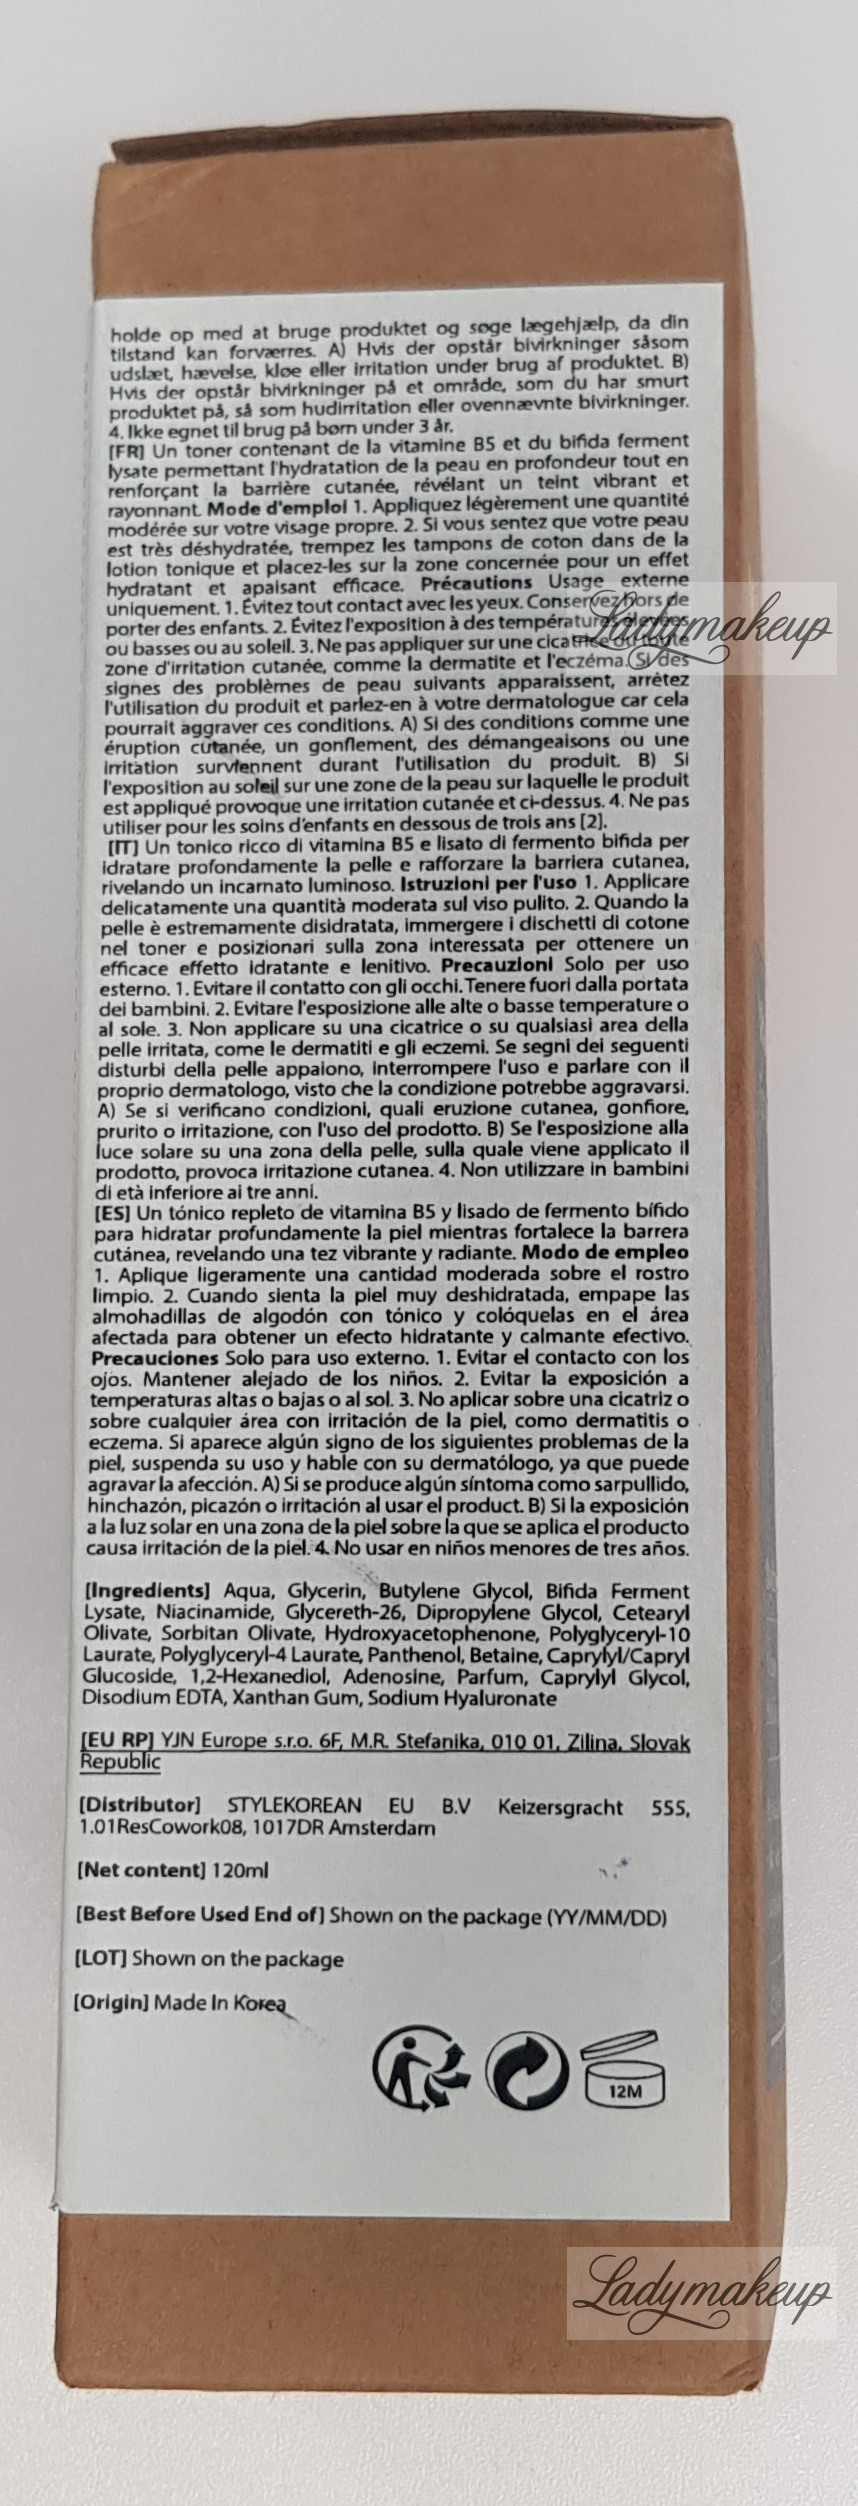 holde op med at bruge produktet og søge lægehjælp, da din
tilstand kan forværres. A) Hvis der opstår bivirkninger såsom
udslæt, hævelse, kløe eller irritation under brug af produktet. B)
Hvis der opstår bivirkninger på et område, som du har smurt
produktet på, så som hudirritation eller ovennævnte bivirkninger.
4. Ikke egnet til brug på børn under 3 år.
[FR] Un toner contenant de la vitamine B5 et du bifida ferment
lysate permettant l'hydratation de la peau en profondeur tout en
renforçant la barrière cutanée, révélant un teint vibrant et
rayonnant. Mode d'emploi 1. Appliquez légèrement une quantité
modérée sur votre visage propre. 2. Si vous sentez que votre peau
est très déshydratée, trempez les tampons de coton dans de la
lotion tonique et placez-les sur la zone concernée pour un effet
hydratant et apaisant efficace. Précautions Usage externe
uniquement. 1. Évitez tout contact avec les yeux. Conservez hors de
porter des enfants. 2. Évitez l'exposition à des températures élevées
ou basses ou au soleil. 3. Ne pas appliquer sur une cicatrice ou toute
zone d'irritation cutanée, comme la dermatite et l'eczéma. Si des
signes des problèmes de peau suivants apparaissent, arrêtez
l'utilisation du produit et parlez-en à votre dermatologue car cela
pourrait aggraver ces conditions. A) Si des conditions comme une
éruption cutanée, un gonflement, des démangeaisons ou une
irritation surviennent durant l'utilisation du produit. B) Si
l'exposition au soleil sur une zone de la peau sur laquelle le produit
est appliqué provoque une irritation cutanée et ci-dessus. 4. Ne pas
utiliser pour les soins d'enfants en dessous de trois ans [2].
[IT] Un tonico ricco di vitamina B5 e lisato di fermento bifida per
idratare profondamente la pelle e rafforzare la barriera cutanea,
rivelando un incarnato luminoso. Istruzioni per l'uso 1. Applicare
delicatamente una quantità moderata sul viso pulito. 2. Quando la
pelle è estremamente disidratata, immergere i dischetti di cotone
nel toner e posizionari sulla zona interessata per ottenere un
efficace effetto idratante e lenitivo. Precauzioni Solo per uso
esterno. 1. Evitare il contatto con gli occhi. Tenere fuori dalla portata
dei bambini. 2. Evitare l'esposizione alle alte o basse temperature o
al sole. 3. Non applicare su una cicatrice o su qualsiasi area della
pelle irritata, come le dermatiti e gli eczemi. Se segni dei seguenti
disturbi della pelle appaiono, interrompere l'uso e parlare con il
proprio dermatologo, visto che la condizione potrebbe aggravarsi.
A) Se si verificano condizioni, quali eruzione cutanea, gonfiore,
prurito o irritazione, con l'uso del prodotto. B) Se l'esposizione alla
luce solare su una zona della pelle, sulla quale viene applicato il
prodotto, provoca irritazione cutanea. 4. Non utilizzare in bambini
di età inferiore ai tre anni.
[ES] Un tónico repleto de vitamina B5 y lisado de fermento bífido
para hidratar profundamente la piel mientras fortalece la barrera
cutánea, revelando una tez vibrante y radiante. Modo de empleo
1. Aplique ligeramente una cantidad moderada sobre el rostro
limpio. 2. Cuando sienta la piel muy deshidratada, empape las
almohadillas de algodón con tónico y colóquelas en el área
afectada para obtener un efecto hidratante y calmante efectivo.
Precauciones Solo para uso externo. 1. Evitar el contacto con los
ojos. Mantener alejado de los niños. 2. Evitar la exposición a
temperaturas altas o bajas o al sol. 3. No aplicar sobre una cicatriz o
sobre cualquier área con irritación de la piel, como dermatitis o
eczema. Si aparece algún signo de los siguientes problemas de la
piel, suspenda su uso y hable con su dermatólogo, ya que puede
agravar la afección. A) Si se produce algún síntoma como sarpullido,
hinchazón, picazón o irritación al usar el product. B) Si la exposición
a la luz solar en una zona de la piel sobre la que se aplica el producto
causa irritación de la piel. 4. No usar en niños menores de tres años.
[Ingredients] Aqua, Glycerin, Butylene Glycol, Bifida Ferment
Lysate, Niacinamide, Glycereth-26, Dipropylene Glycol, Cetearyl
Olivate, Sorbitan Olivate, Hydroxyacetophenone, Polyglyceryl-10
Laurate, Polyglyceryl-4 Laurate, Panthenol, Betaine, Caprylyl/Capryl
Glucoside, 1,2-Hexanediol, Adenosine, Parfum, Caprylyl Glycol,
Disodium EDTA, Xanthan Gum, Sodium Hyaluronate
[EU RP] YJN Europe s.r.o. 6F, M.R. Stefanika, 010 01, Zilina, Slovak
Republic
[Distributor] STYLEKOREAN EU B.V Keizersgracht 555,
1.01ResCowork08, 1017DR Amsterdam
[Net content] 120ml
[Best Before Used End of] Shown on the package (YY/MM/DD)
[LOT] Shown on the package
[Origin] Made In Korea
12M
Ladymakeup
Ladymakeup